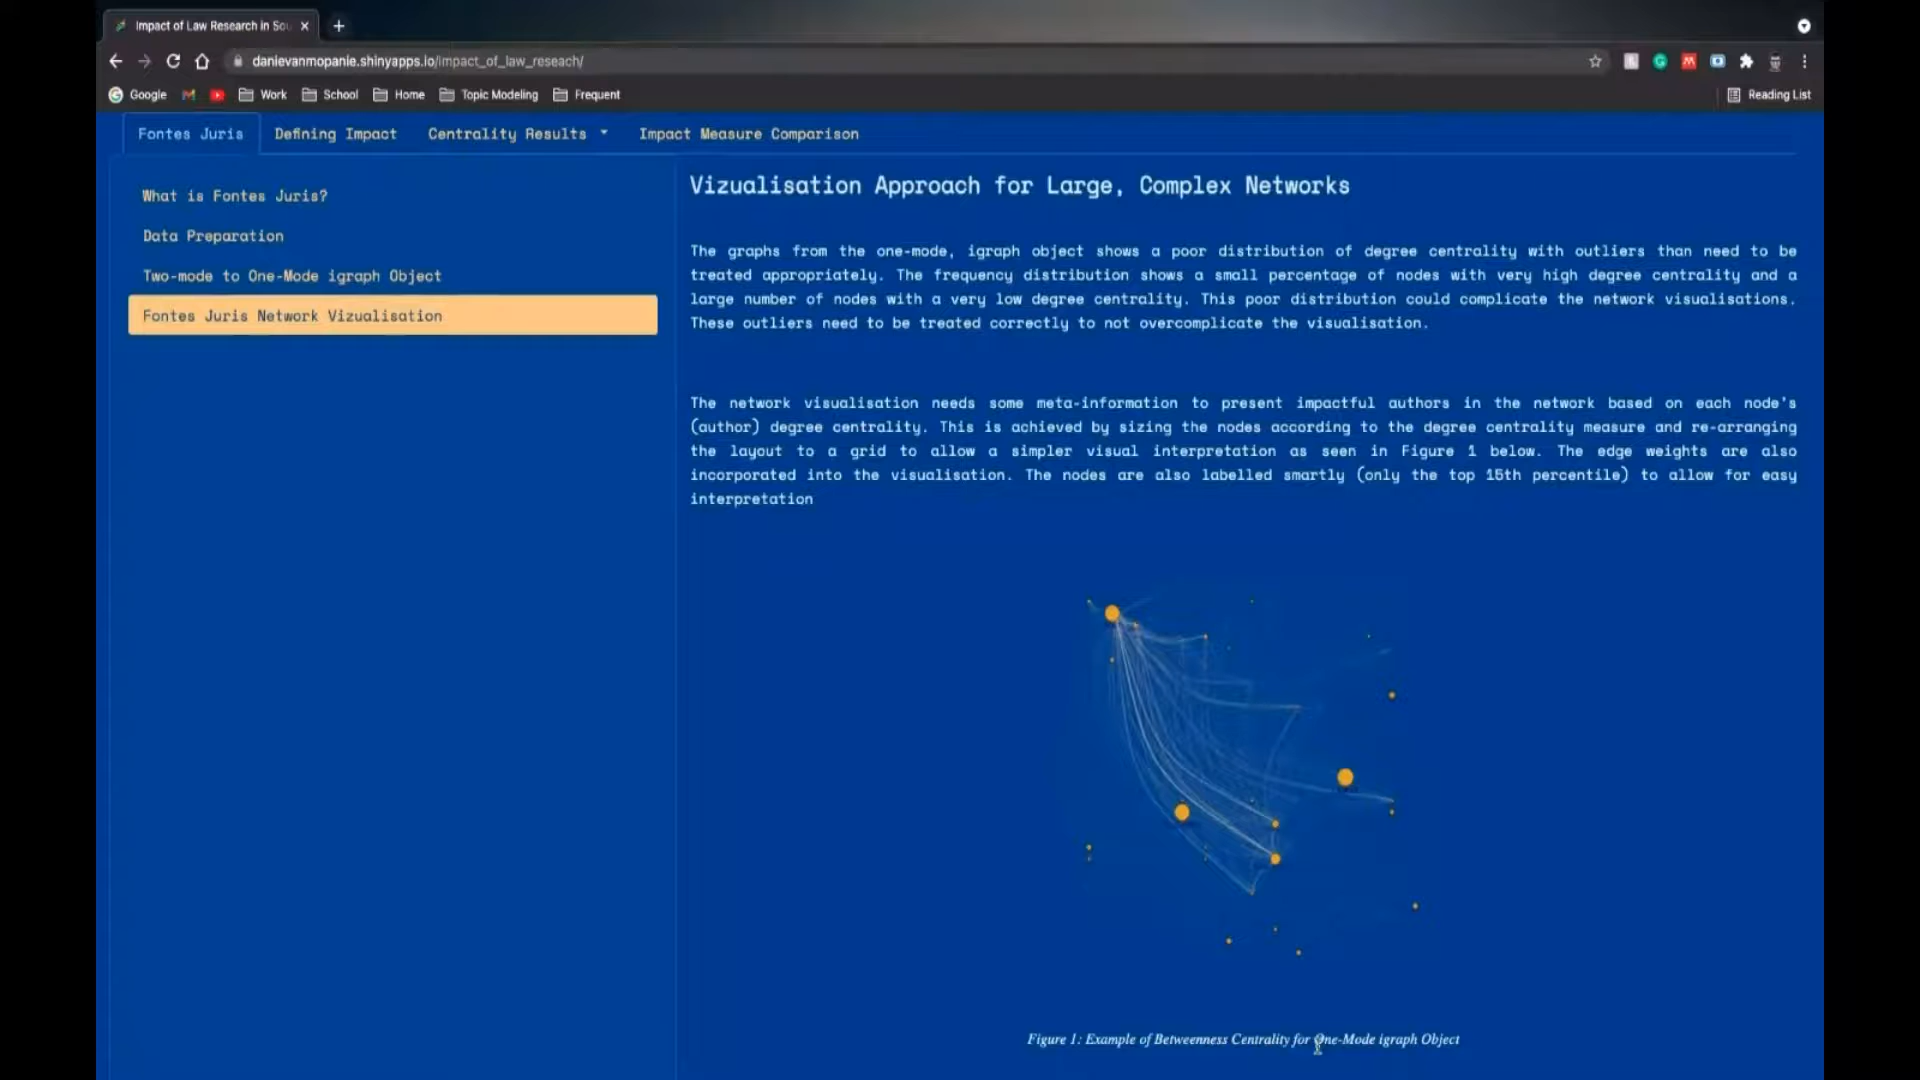 Impact of Law Research in Sou
danievanmopanie.shinyapps.io/impact_of_law_reseach/
Google Work School Home Topic Modeling Frequent Reading List
Fontes Juris Defining Impact Centrality Results Impact Measure Comparison
What is Fontes Juris?
Data Preparation
Two-mode to One-Mode igraph Object
Fontes Juris Network Vizualisation
Vizualisation Approach for Large, Complex Networks
The graphs from the one-mode, igraph object shows a poor distribution of degree centrality with outliers than need to be
treated appropriately. The frequency distribution shows a small percentage of nodes with very high degree centrality and a
large number of nodes with a very low degree centrality. This poor distribution could complicate the network visualisations.
These outliers need to be treated correctly to not overcomplicate the visualisation.
The network visualisation needs some meta-information to present impactful authors in the network based on each node's
(author) degree centrality. This is achieved by sizing the nodes according to the degree centrality measure and re-arranging
the layout to a grid to allow a simpler visual interpretation as seen in Figure 1 below. The edge weights are also
incorporated into the visualisation. The nodes are also labelled smartly (only the top 15th percentile) to allow for easy
interpretation
Figure 1: Example of Betweenness Centrality for One-Mode igraph Object